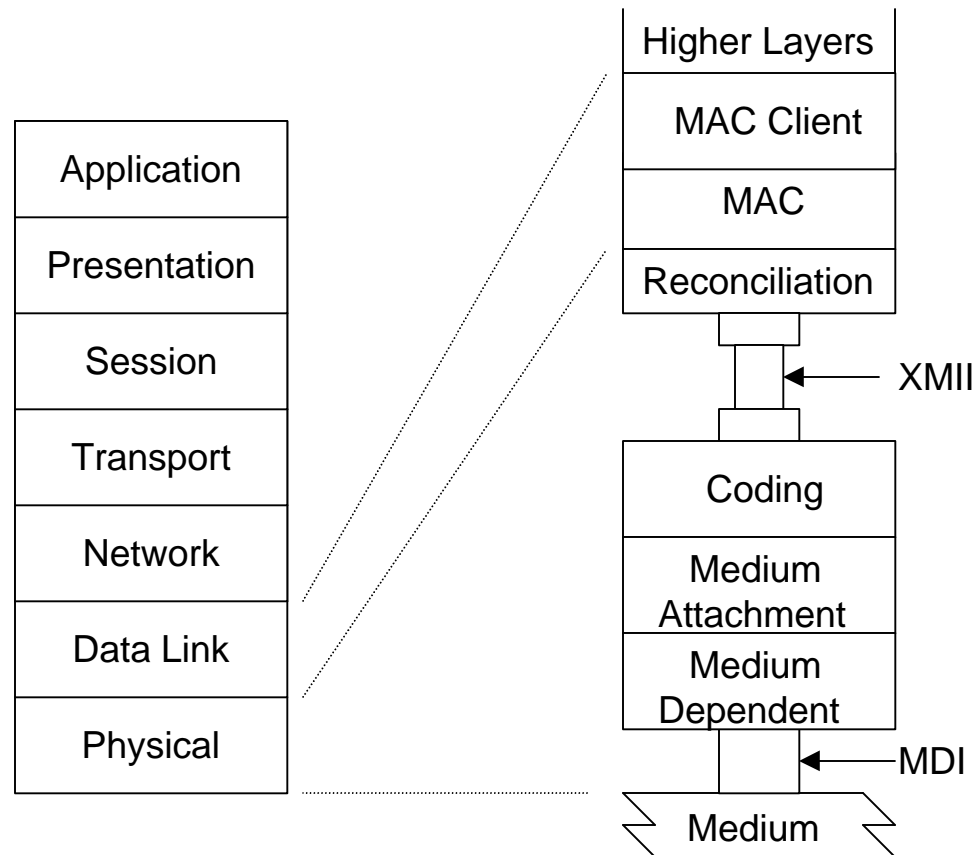 Application
Presentation
Session
Transport
Network
Data Link
Physical
Higher Layers
MAC Client
MAC
Reconciliation
XMII
Coding
Medium
Attachment
Medium
Dependent
MDI
Medium